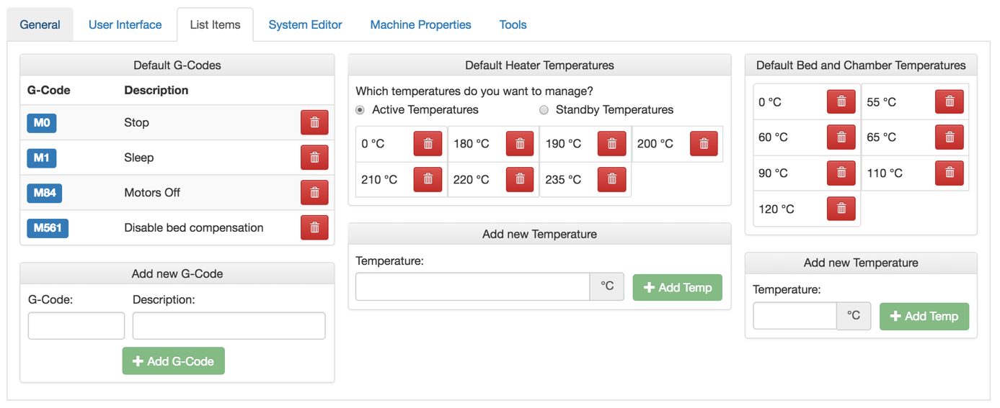 General User Interface List Items System Editor Machine Properties Tools
Default G-Codes
G-Code Description
M0 Stop
M1 Sleep
M84 Motors Off
M561 Disable bed compensation
Add new G-Code
G-Code: Description:
Add G-Code
Default Heater Temperatures
Which temperatures do you want to manage?
Active Temperatures Standby Temperatures
0 °C 180 °C 190 °C 200 °C
210 °C 220 °C 235 °C
Add new Temperature
Temperature:
°C Add Temp
Default Bed and Chamber Temperatures
0 °C 55 °C
60 °C 65 °C
90 °C 110 °C
120 °C
Add new Temperature
Temperature:
°C Add Temp